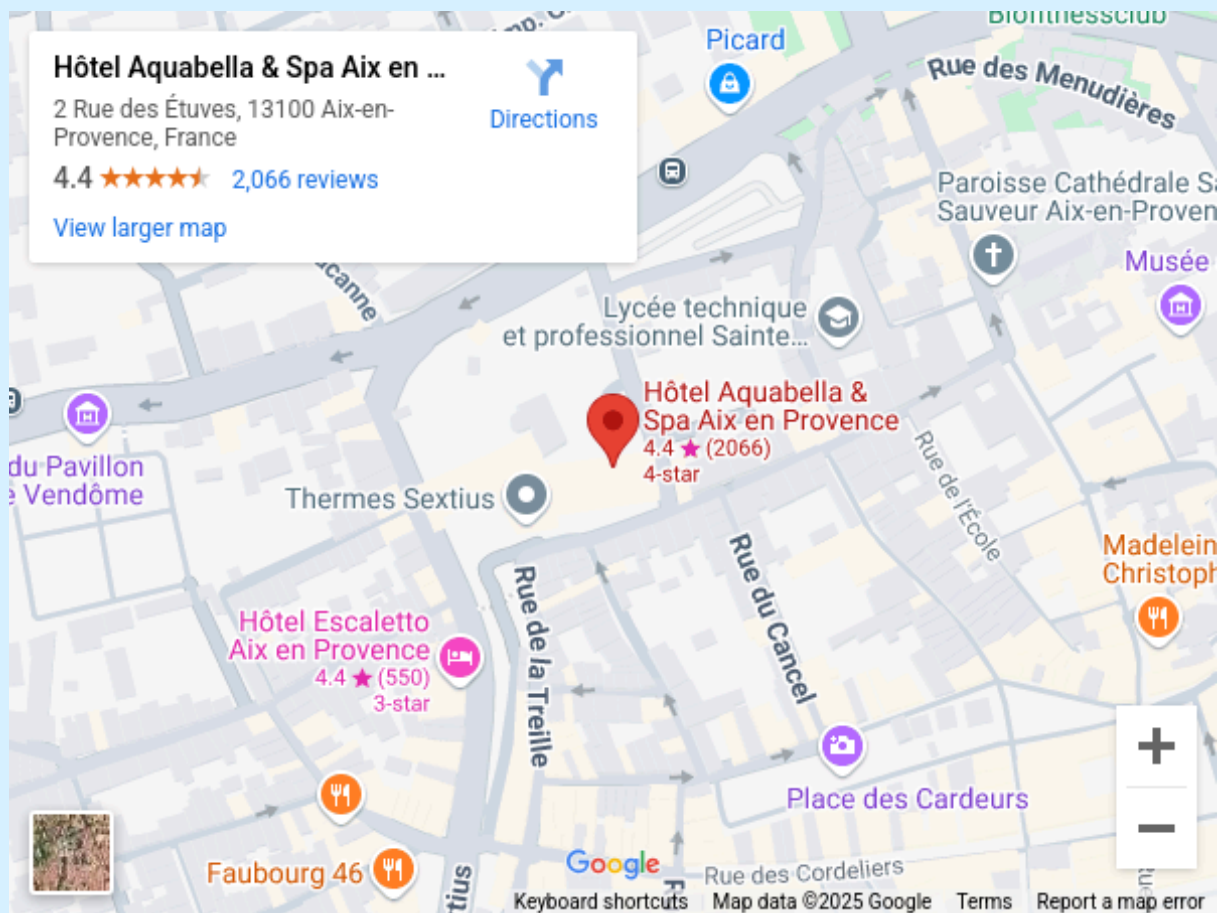 Hôtel Aquabella & Spa Aix en ...
2 Rue des Étuves, 13100 Aix-en-
Provence, France
4.4
2,066 reviews
View larger map
Directions
Picard
Biofitnessclub
Rue des Menudières
Paroisse Cathédrale Sa
Sauveur Aix-en-Proven
Musée
Lycée technique
et professionnel Sainte...
Hôtel Aquabella &
Spa Aix en Provence
4.4 ★ (2066)
4-star
du Pavillon
Vendôme
Thermes Sextius
Rue de l'École
Rue du Cancel
Rue de la Treille
Madelein
Christoph
Hôtel Escaletto
Aix en Provence
4.4 ★ (550)
3-star
Place des Cardeurs
Faubourg 46
Google
Rue des Cordeliers
Keyboard shortcuts
Map data ©2025 Google
Terms
Report a map error